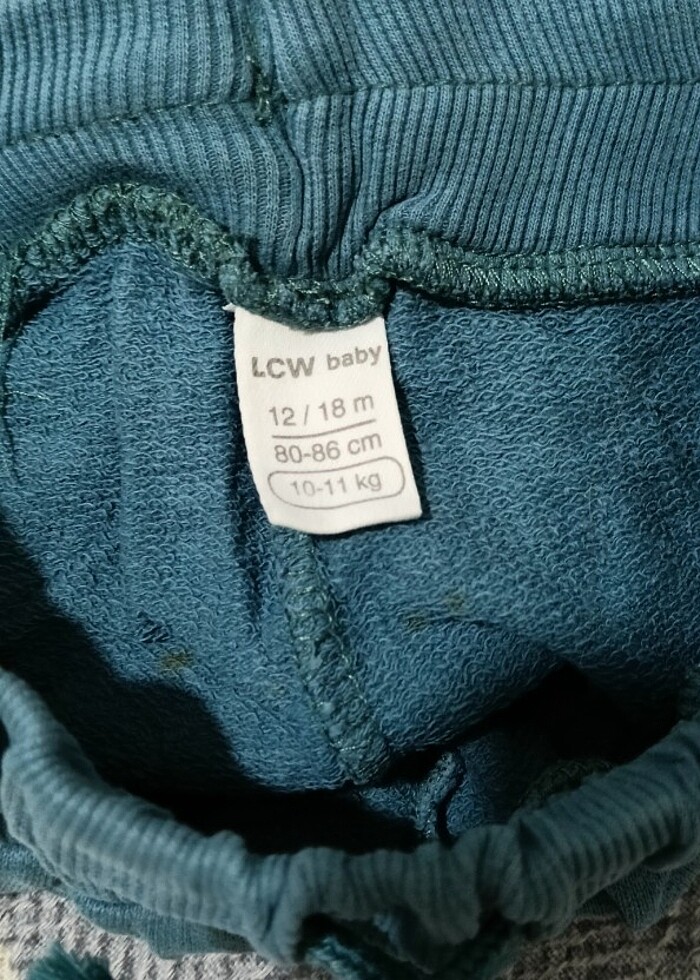 LCW baby
12 / 18 m
80-86 cm
10-11 kg